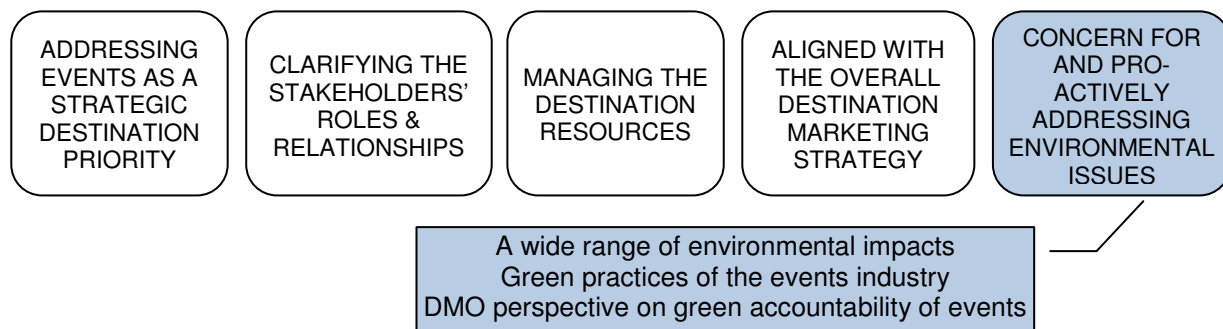 ADDRESSING
EVENTS AS A
STRATEGIC
DESTINATION
PRIORITY
CLARIFYING THE
STAKEHOLDERS'
ROLES &
RELATIONSHIPS
MANAGING THE
DESTINATION
RESOURCES
ALIGNED WITH
THE OVERALL
DESTINATION
MARKETING
STRATEGY
CONCERN FOR
AND PRO-
ACTIVELY
ADDRESSING
ENVIRONMENTAL
ISSUES
A wide range of environmental impacts
Green practices of the events industry
DMO perspective on green accountability of events